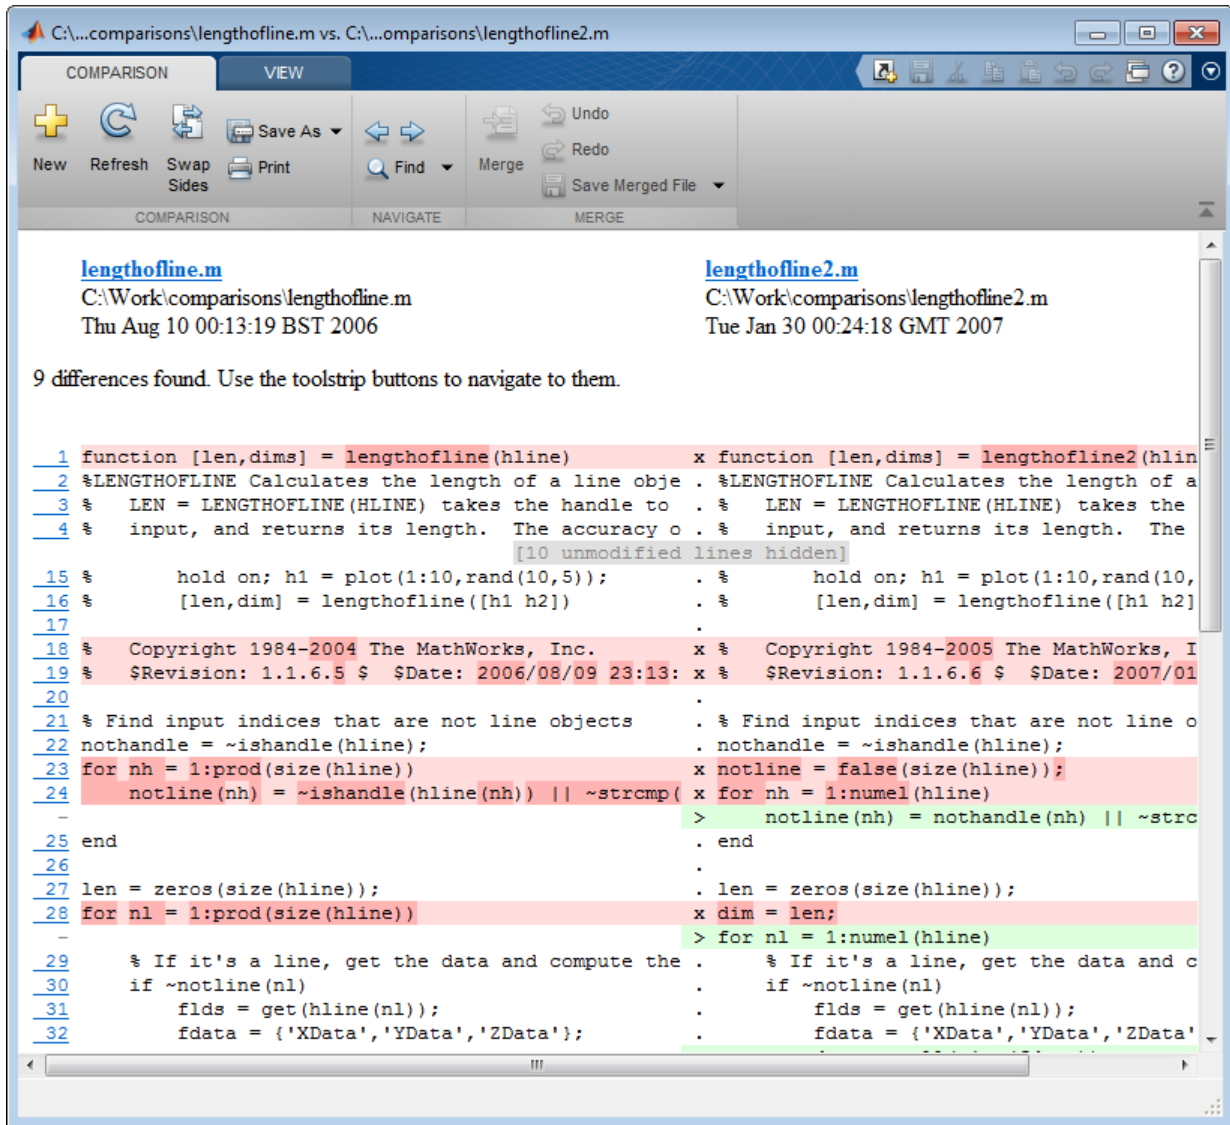 C:\...comparisons\lengthofline.m vs. C:\...omparisons\lengthofline2.m
COMPARISON VIEW
New Refresh Swap Sides Save As Print Find Merge Undo Redo Save Merged File
COMPARISON NAVIGATE MERGE
lengthofline.m lengthofline2.m
C:\Work\comparisons\lengthofline.m C:\Work\comparisons\lengthofline2.m
Thu Aug 10 00:13:19 BST 2006 Tue Jan 30 00:24:18 GMT 2007
9 differences found. Use the toolstrip buttons to navigate to them.
1 function [len,dims] = lengthofline(hline) x function [len,dims] = lengthofline2(hlin
2 %LENGTHOFLINE Calculates the length of a line obje . %LENGTHOFLINE Calculates the length of a
3 % LEN = LENGTHOFLINE(HLINE) takes the handle to . % LEN = LENGTHOFLINE(HLINE) takes the
4 % input, and returns its length. The accuracy o . % input, and returns its length. The
[10 unmodified lines hidden]
15 % hold on; h1 = plot(1:10,rand(10,5)); . % hold on; h1 = plot(1:10,rand(10,
16 % [len,dim] = lengthofline([h1 h2]) . % [len,dim] = lengthofline([h1 h2]
17 .
18 % Copyright 1984-2004 The MathWorks, Inc. x % Copyright 1984-2005 The MathWorks, I
19 % $Revision: 1.1.6.5 $ $Date: 2006/08/09 23:13: x % $Revision: 1.1.6.6 $ $Date: 2007/01
20 .
21 % Find input indices that are not line objects . % Find input indices that are not line o
22 nothandle = ~ishandle(hline); . nothandle = ~ishandle(hline);
23 for nh = 1:prod(size(hline)) x notline = false(size(hline));
24 notline(nh) = ~ishandle(hline(nh)) || ~strcmp( x for nh = 1:numel(hline)
- > notline(nh) = nothandle(nh) || ~strc
25 end . end
26 .
27 len = zeros(size(hline)); . len = zeros(size(hline));
28 for nl = 1:prod(size(hline)) x dim = len;
- > for nl = 1:numel(hline)
29 % If it's a line, get the data and compute the . % If it's a line, get the data and c
30 if ~notline(nl) . if ~notline(nl)
31 flds = get(hline(nl)); . flds = get(hline(nl));
32 fdata = {'XData','YData','ZData'}; . fdata = {'XData','YData','ZData'